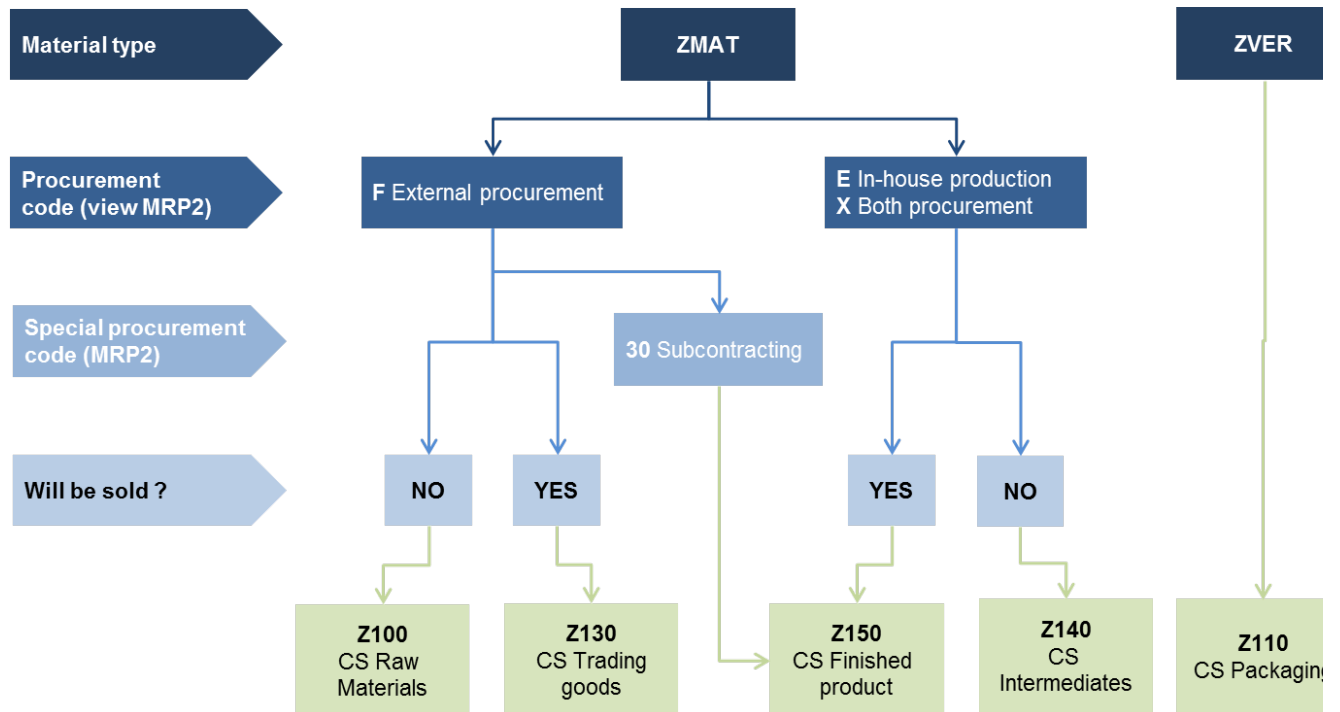 Material type
ZMAT
ZVER
Procurement
code (view MRP2)
F External procurement
E In-house production
X Both procurement
Special procurement
code (MRP2)
30 Subcontracting
Will be sold ?
NO
YES
YES
NO
Z100
CS Raw
Materials
Z130
CS Trading
goods
Z150
CS Finished
product
Z140
CS
Intermediates
Z110
CS Packaging